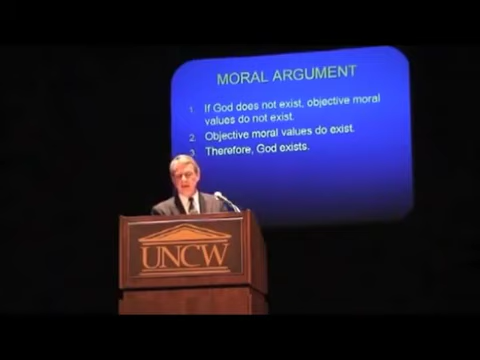 MORAL ARGUMENT
1. If God does not exist, objective moral
values do not exist.
2. Objective moral values do exist.
3. Therefore, God exists.
UNCW